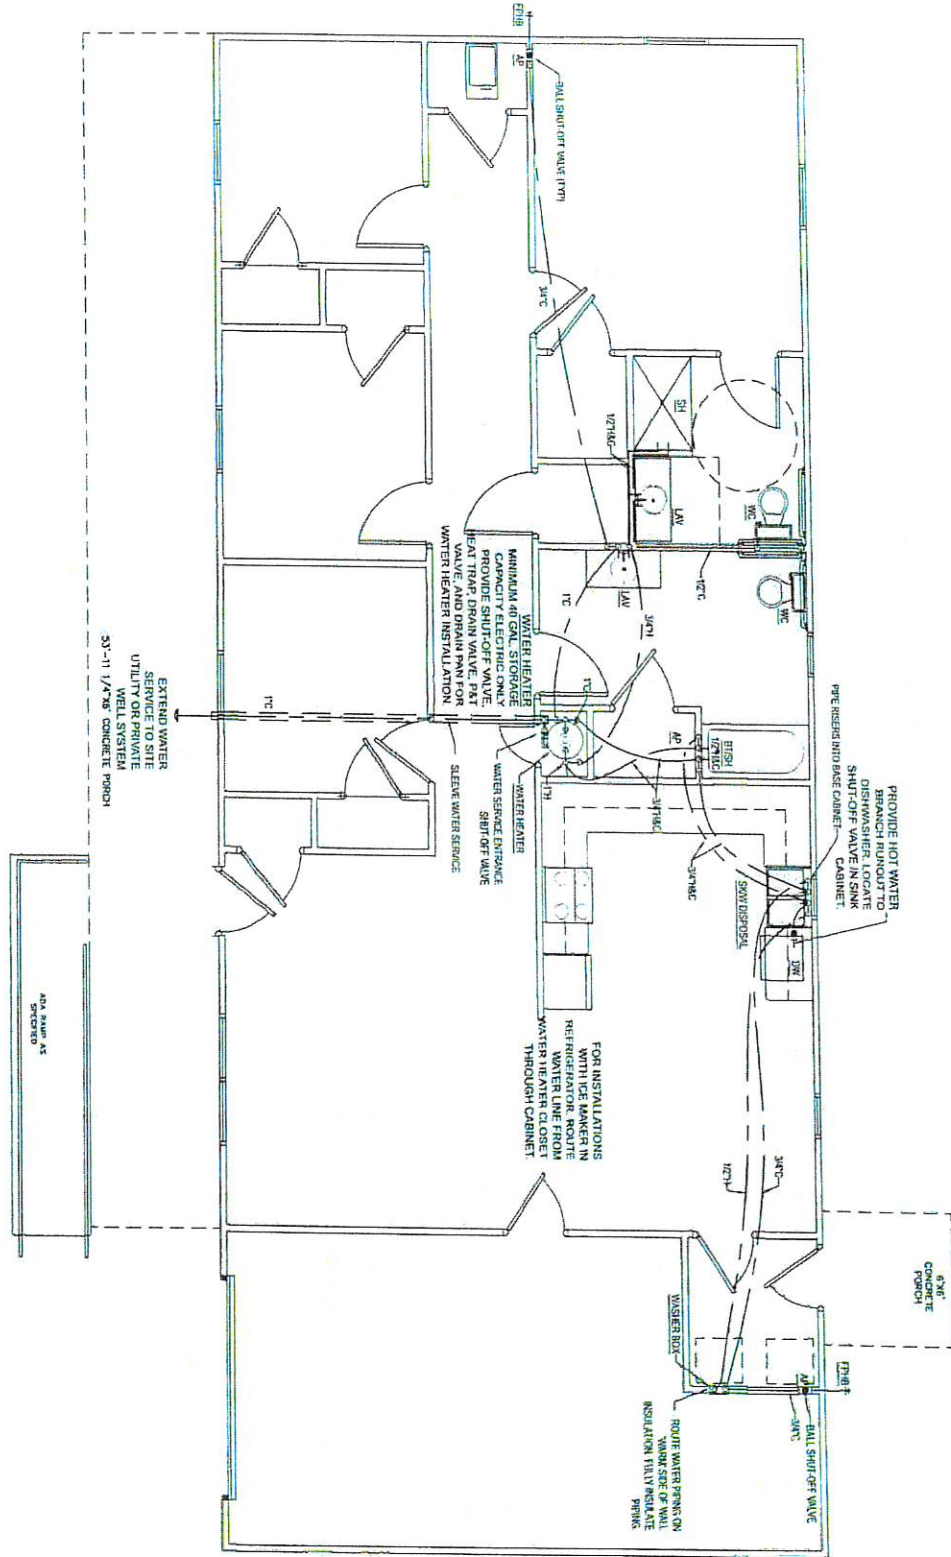 FPHB
AP
BALL SHUT-OFF VALVE (TYP)
3/4"C
SH
1/2"H&C
LAV
WC
1/2"C
WC
LAV
3/4"H
1"C
WATER HEATER
MINIMUM 40 GAL. STORAGE
CAPACITY ELECTRIC ONLY
PROVIDE SHUT-OFF VALVE,
HEAT TRAP, DRAIN VALVE, P&T
VALVE, AND DRAIN PAN FOR
WATER HEATER INSTALLATION.
1"C
1"C
1"H
AP
BT/SH
1/2"H&C
3/4"H&C
3/4"H&C
WATER HEATER
WATER SERVICE ENTRANCE
SHUT-OFF VALVE
SLEEVE WATER SERVICE
EXTEND WATER
SERVICE TO SITE
UTILITY OR PRIVATE
WELL SYSTEM
53'-11 1/4"X6' CONCRETE PORCH
PIPE RISERS INTO BASE CABINET
PROVIDE HOT WATER
BRANCH RUNOUT TO
DISHWASHER. LOCATE
SHUT-OFF VALVE IN SINK
CABINET.
SK/W DISPOSAL
DW
FOR INSTALLATIONS
WITH ICE MAKER IN
REFRIGERATOR. ROUTE
WATER LINE FROM
WATER HEATER CLOSET
THROUGH CABINET.
3/4"C
1/2"H
ADA RAMP AS
SPECIFIED
6'X6'
CONCRETE
PORCH
WASHER BOX
FPHB
AP
BALL SHUT-OFF VALVE
3/4"C
ROUTE WATER PIPING ON
WARM SIDE OF WALL
INSULATION. FULLY INSULATE
PIPING